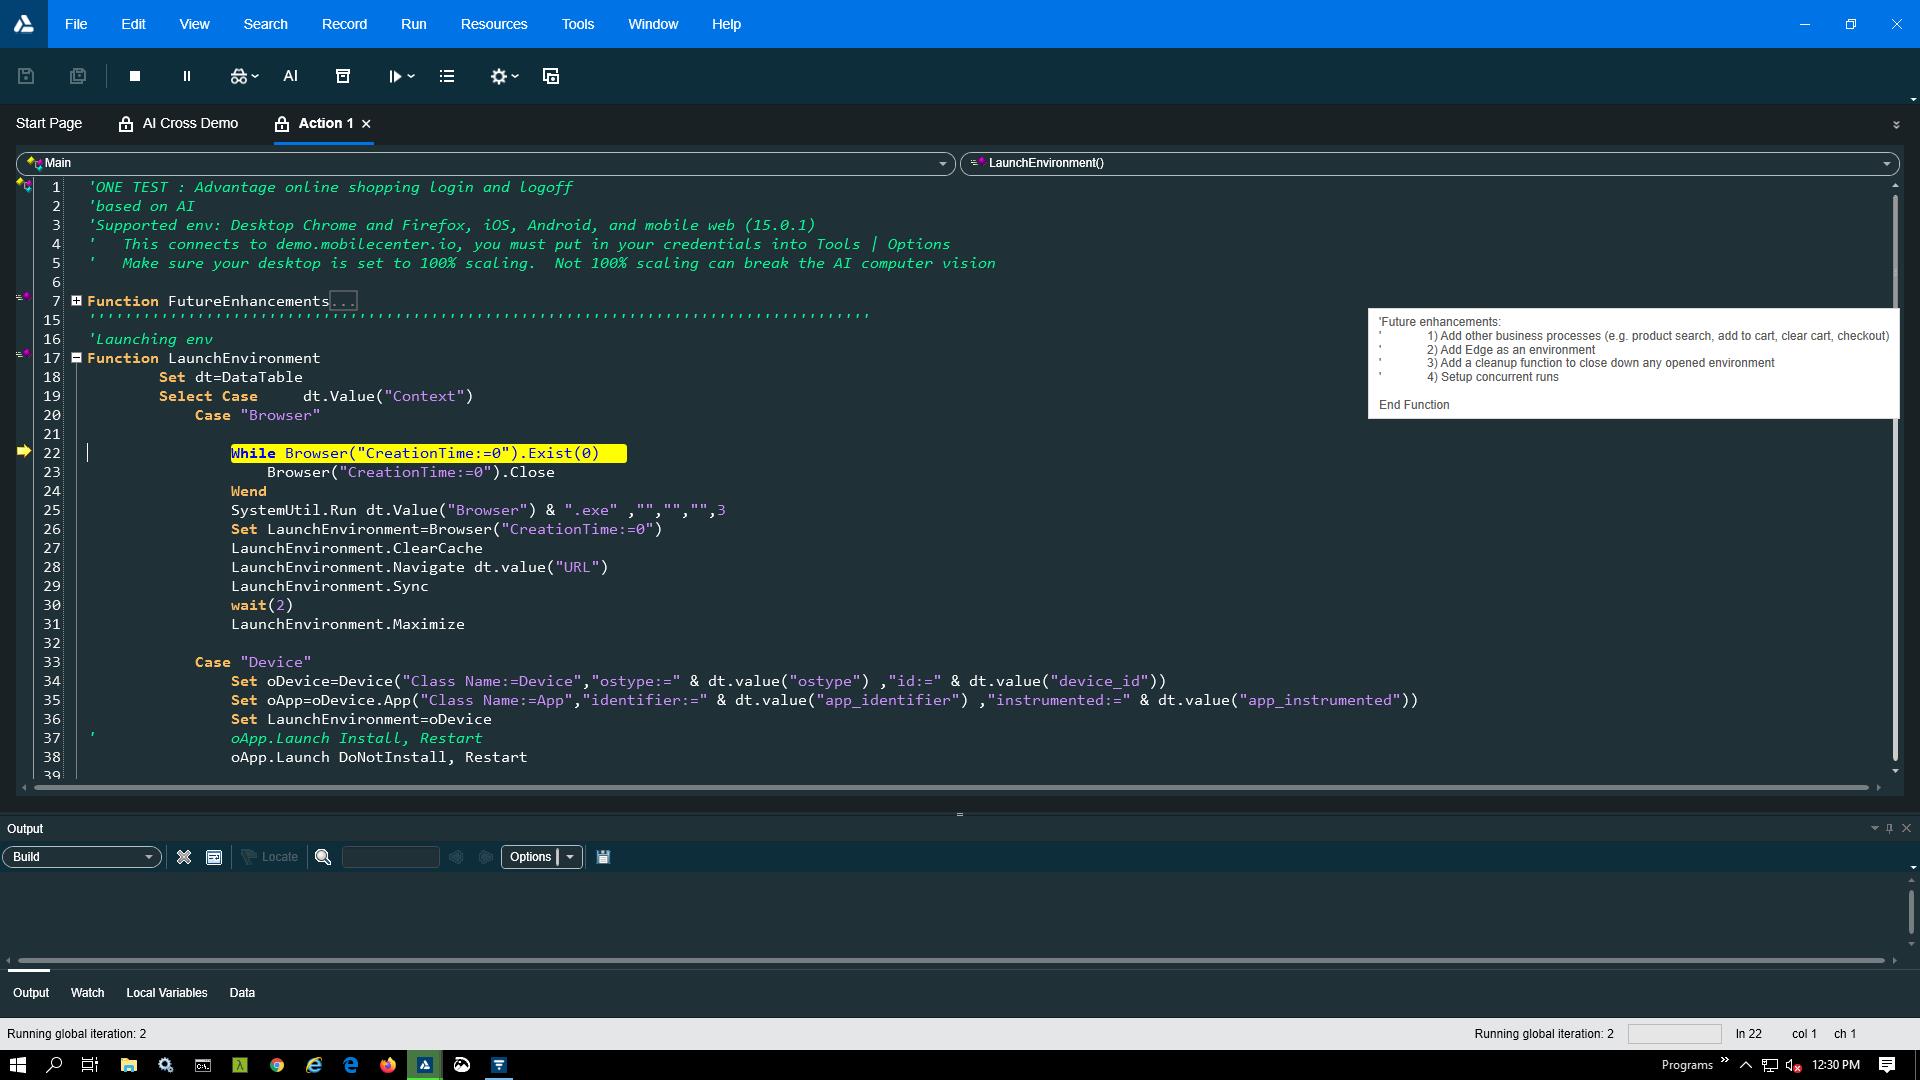 File Edit View Search Record Run Resources Tools Window Help
AI
Start Page AI Cross Demo Action 1
Main LaunchEnvironment()
1 'ONE TEST : Advantage online shopping login and logoff
2 'based on AI
3 'Supported env: Desktop Chrome and Firefox, iOS, Android, and mobile web (15.0.1)
4 ' This connects to demo.mobilecenter.io, you must put in your credentials into Tools | Options
5 ' Make sure your desktop is set to 100% scaling. Not 100% scaling can break the AI computer vision
6
7 Function FutureEnhancements...
15 '''''''''''''''''''''''''''''''''''''''''''''''''''''''''''''''''''''''''''''''''''''''
16 'Launching env
17 Function LaunchEnvironment
18 Set dt=DataTable
19 Select Case dt.Value("Context")
20 Case "Browser"
21
22 While Browser("CreationTime:=0").Exist(0)
23 Browser("CreationTime:=0").Close
24 Wend
25 SystemUtil.Run dt.Value("Browser") & ".exe" ,"","","",3
26 Set LaunchEnvironment=Browser("CreationTime:=0")
27 LaunchEnvironment.ClearCache
28 LaunchEnvironment.Navigate dt.value("URL")
29 LaunchEnvironment.Sync
30 wait(2)
31 LaunchEnvironment.Maximize
32
33 Case "Device"
34 Set oDevice=Device("Class Name:=Device","ostype:=" & dt.value("ostype") ,"id:=" & dt.value("device_id"))
35 Set oApp=oDevice.App("Class Name:=App","identifier:=" & dt.value("app_identifier") ,"instrumented:=" & dt.value("app_instrumented"))
36 Set LaunchEnvironment=oDevice
37 ' oApp.Launch Install, Restart
38 oApp.Launch DoNotInstall, Restart
39
'Future enhancements:
' 1) Add other business processes (e.g. product search, add to cart, clear cart, checkout)
' 2) Add Edge as an environment
' 3) Add a cleanup function to close down any opened environment
' 4) Setup concurrent runs
End Function
Output
Build Locate Options
Output Watch Local Variables Data
Running global iteration: 2 Running global iteration: 2 ln 22 col 1 ch 1
Programs 12:30 PM